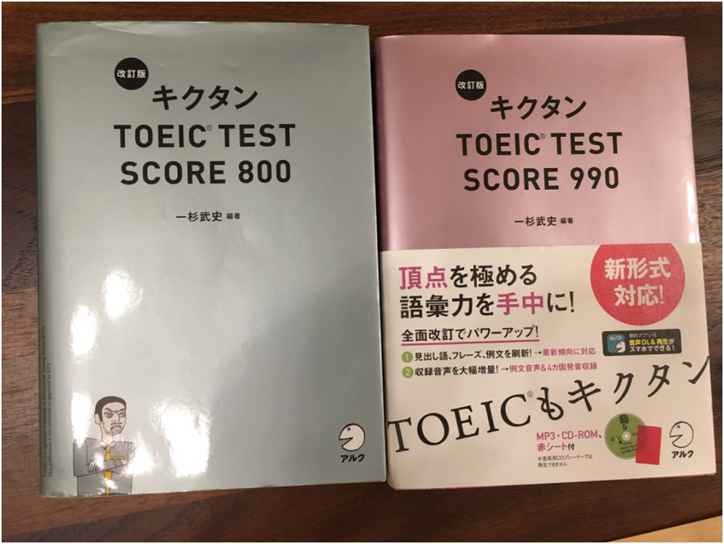 改訂版
キクタン
TOEIC® TEST
SCORE 800
一杉武史 編著
アルク
改訂版
キクタン
TOEIC® TEST
SCORE 990
一杉武史 編著
頂点を極める
語彙力を手中に!
新形式
対応!
全面改訂でパワーアップ!
1 見出し語、フレーズ、例文を刷新!→最新傾向に対応
2 収録音声を大幅増量!→例文音声&4カ国発音収録
無料アプリで
音声DL&再生が
スマホでできる!
TOEIC®もキクタン
MP3・CD-ROM、
赤シート付
アルク